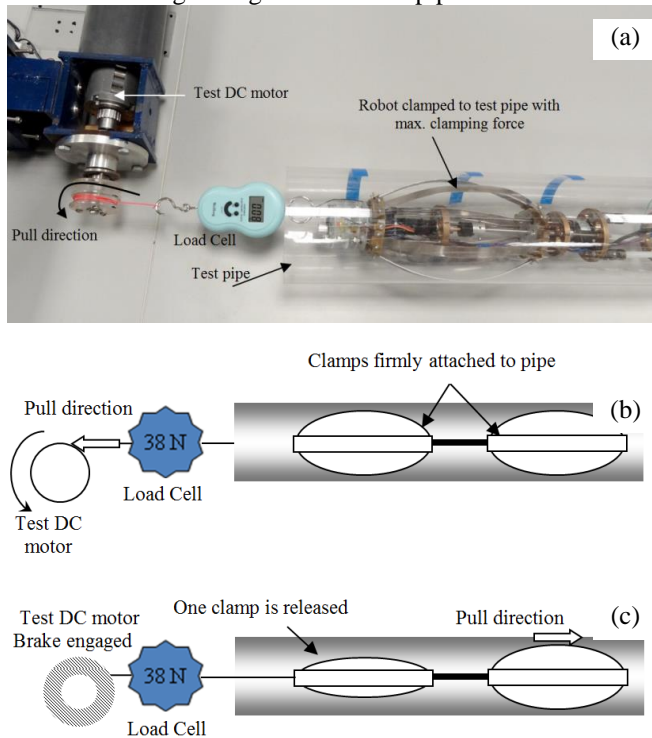 (a)
Test DC motor
Robot clamped to test pipe with
max. clamping force
Pull direction
Load Cell
Test pipe
Clamps firmly attached to pipe
(b)
Pull direction
38 N
Load Cell
Test DC
motor
Test DC motor
Brake engaged
One clamp is released
Pull direction
(c)
38 N
Load Cell